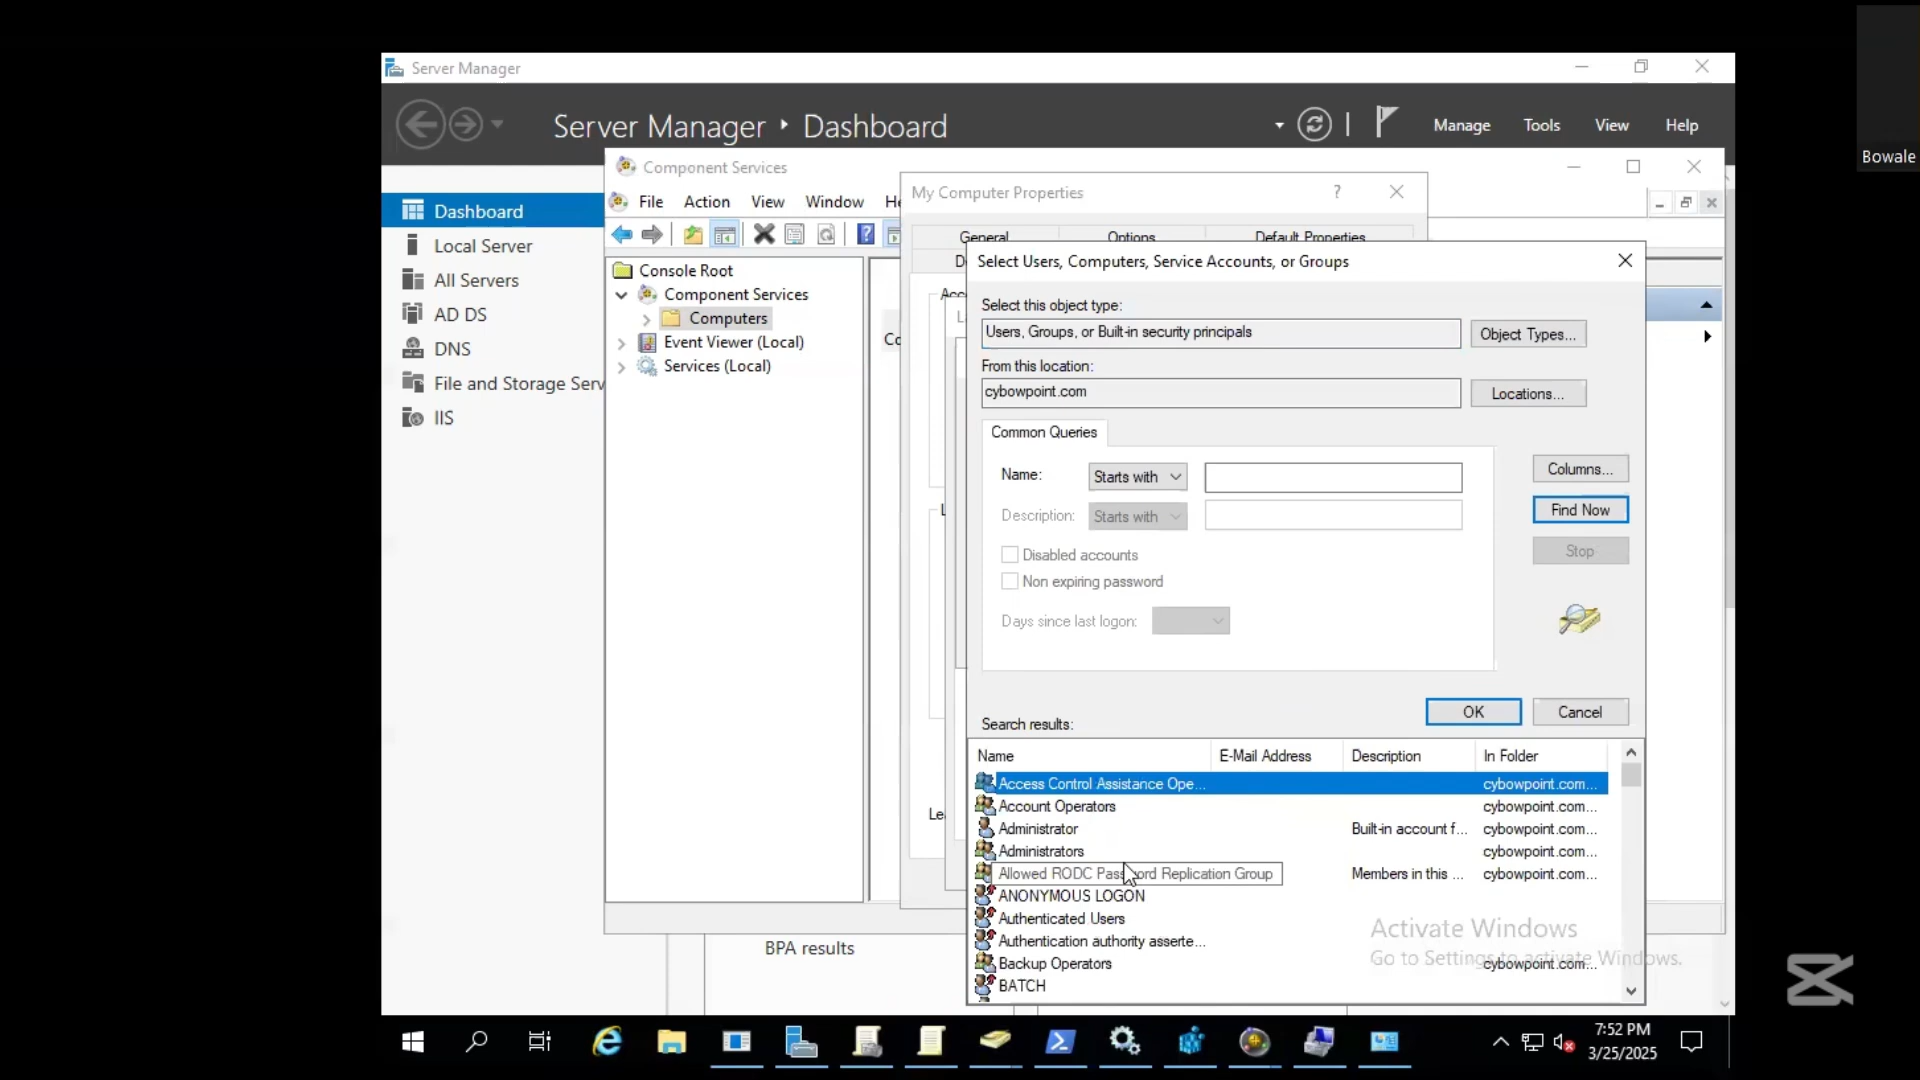 Server Manager
Server Manager ‣ Dashboard
Manage Tools View Help
Bowale
Component Services
File Action View Window
My Computer Properties
?
Dashboard
Local Server
All Servers
AD DS
DNS
File and Storage Serv
IIS
Console Root
Component Services
Computers
Event Viewer (Local)
Services (Local)
General Options Default Properties
Select Users, Computers, Service Accounts, or Groups
Select this object type:
Users, Groups, or Built-in security principals
Object Types...
From this location:
cybowpoint.com
Locations...
Common Queries
Name: Starts with
Description: Starts with
Columns...
Find Now
Stop
Disabled accounts
Non expiring password
Days since last logon:
OK Cancel
Search results:
Name E-Mail Address Description In Folder
Access Control Assistance Ope... cybowpoint.com...
Account Operators cybowpoint.com...
Administrator Built-in account f... cybowpoint.com...
Administrators cybowpoint.com...
Allowed RODC Password Replication Group Members in this ... cybowpoint.com...
ANONYMOUS LOGON
Authenticated Users
Authentication authority asserte...
Backup Operators cybowpoint.com...
BATCH
BPA results
Activate Windows
Go to Settings to activate Windows.
7:52 PM
3/25/2025